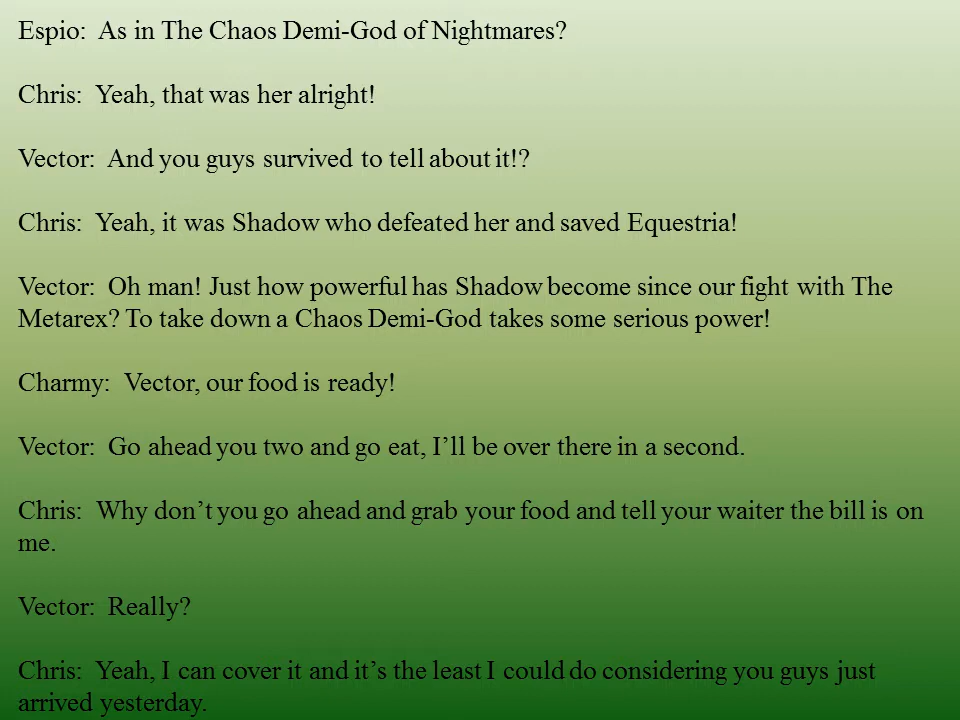 Espio:  As in The Chaos Demi-God of Nightmares?
Chris:  Yeah, that was her alright!
Vector:  And you guys survived to tell about it!?
Chris:  Yeah, it was Shadow who defeated her and saved Equestria!
Vector:  Oh man! Just how powerful has Shadow become since our fight with The
Metarex? To take down a Chaos Demi-God takes some serious power!
Charmy:  Vector, our food is ready!
Vector:  Go ahead you two and go eat, I’ll be over there in a second.
Chris:  Why don’t you go ahead and grab your food and tell your waiter the bill is on
me.
Vector:  Really?
Chris:  Yeah, I can cover it and it’s the least I could do considering you guys just
arrived yesterday.